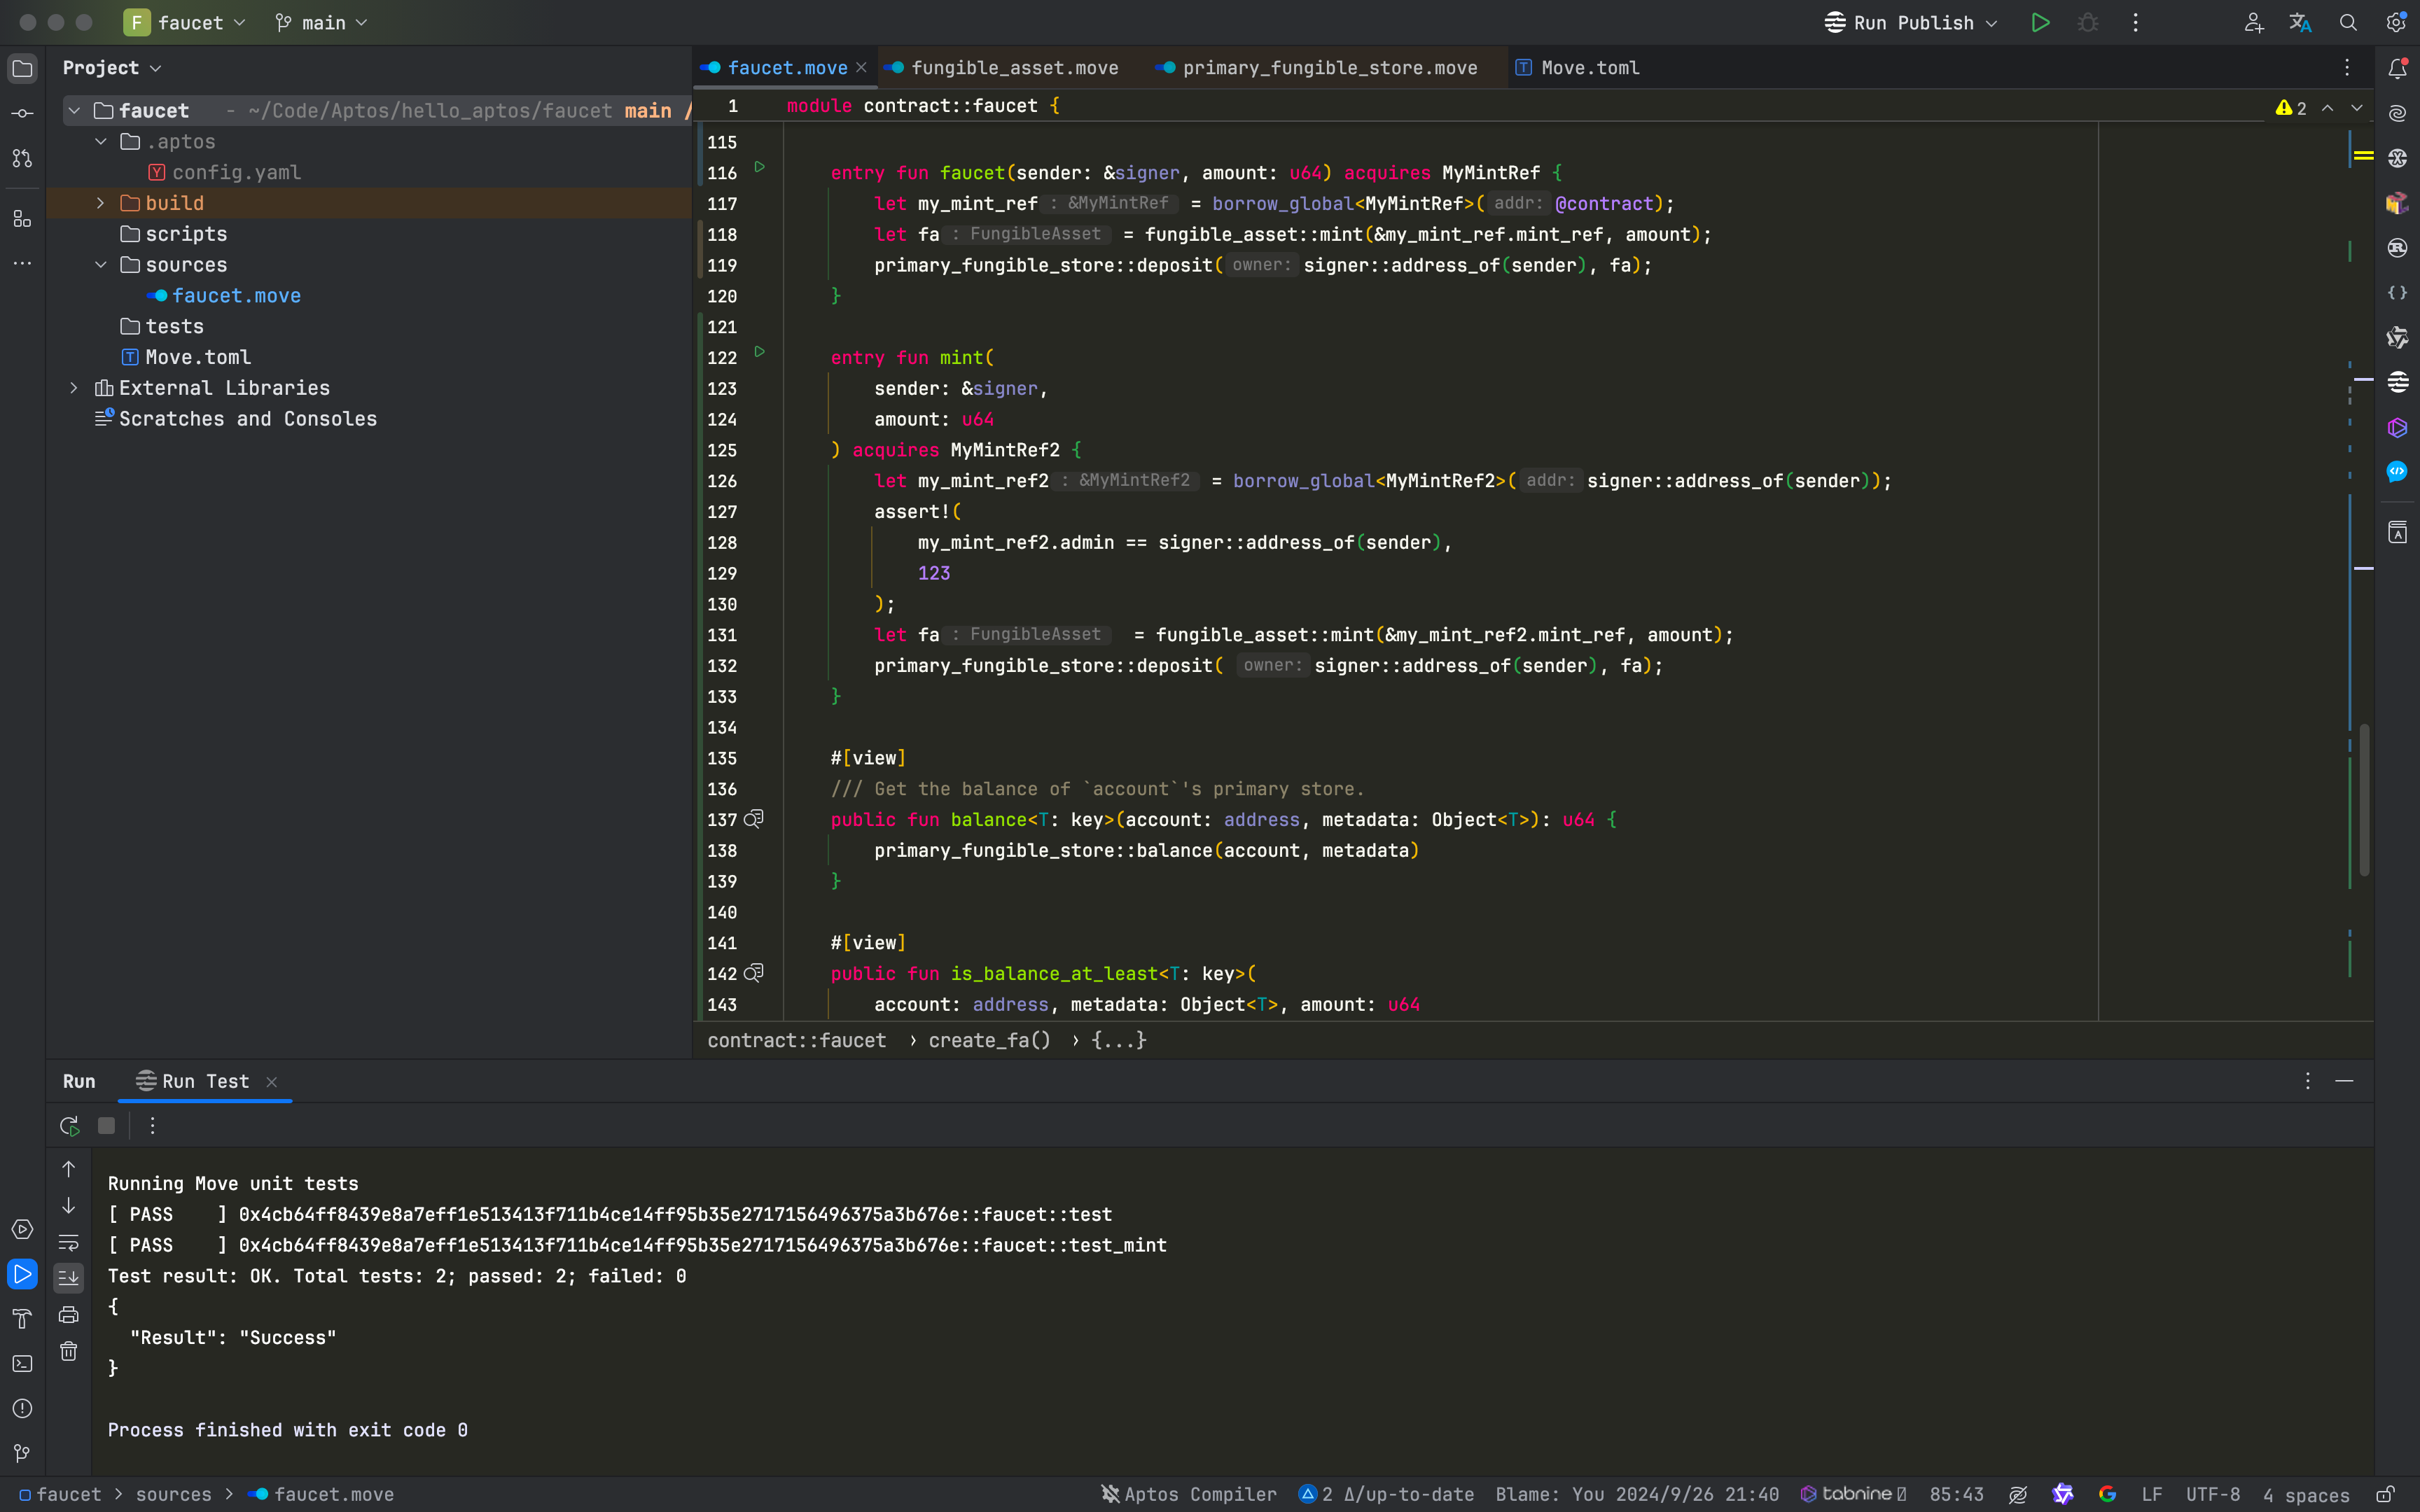 F faucet main Run Publish
Project
faucet.move fungible_asset.move primary_fungible_store.move T Move.toml
faucet - ~/Code/Aptos/hello_aptos/faucet main /
.aptos
Y config.yaml
build
scripts
sources
faucet.move
tests
T Move.toml
External Libraries
Scratches and Consoles
1 module contract::faucet { 2
115
116 entry fun faucet(sender: &signer, amount: u64) acquires MyMintRef {
117 let my_mint_ref : &MyMintRef = borrow_global<MyMintRef>( addr: @contract);
118 let fa : FungibleAsset = fungible_asset::mint(&my_mint_ref.mint_ref, amount);
119 primary_fungible_store::deposit( owner: signer::address_of(sender), fa);
120 }
121
122 entry fun mint(
123 sender: &signer,
124 amount: u64
125 ) acquires MyMintRef2 {
126 let my_mint_ref2 : &MyMintRef2 = borrow_global<MyMintRef2>( addr: signer::address_of(sender));
127 assert!(
128 my_mint_ref2.admin == signer::address_of(sender),
129 123
130 );
131 let fa : FungibleAsset = fungible_asset::mint(&my_mint_ref2.mint_ref, amount);
132 primary_fungible_store::deposit( owner: signer::address_of(sender), fa);
133 }
134
135 #[view]
136 /// Get the balance of `account`'s primary store.
137 public fun balance<T: key>(account: address, metadata: Object<T>): u64 {
138 primary_fungible_store::balance(account, metadata)
139 }
140
141 #[view]
142 public fun is_balance_at_least<T: key>(
143 account: address, metadata: Object<T>, amount: u64
contract::faucet › create_fa() › {...}
Run Run Test
Running Move unit tests
[ PASS    ] 0x4cb64ff8439e8a7eff1e513413f711b4ce14ff95b35e2717156496375a3b676e::faucet::test
[ PASS    ] 0x4cb64ff8439e8a7eff1e513413f711b4ce14ff95b35e2717156496375a3b676e::faucet::test_mint
Test result: OK. Total tests: 2; passed: 2; failed: 0
{
"Result": "Success"
}
Process finished with exit code 0
faucet > sources > faucet.move Aptos Compiler 2 Δ/up-to-date Blame: You 2024/9/26 21:40 tabnine 85:43 LF UTF-8 4 spaces